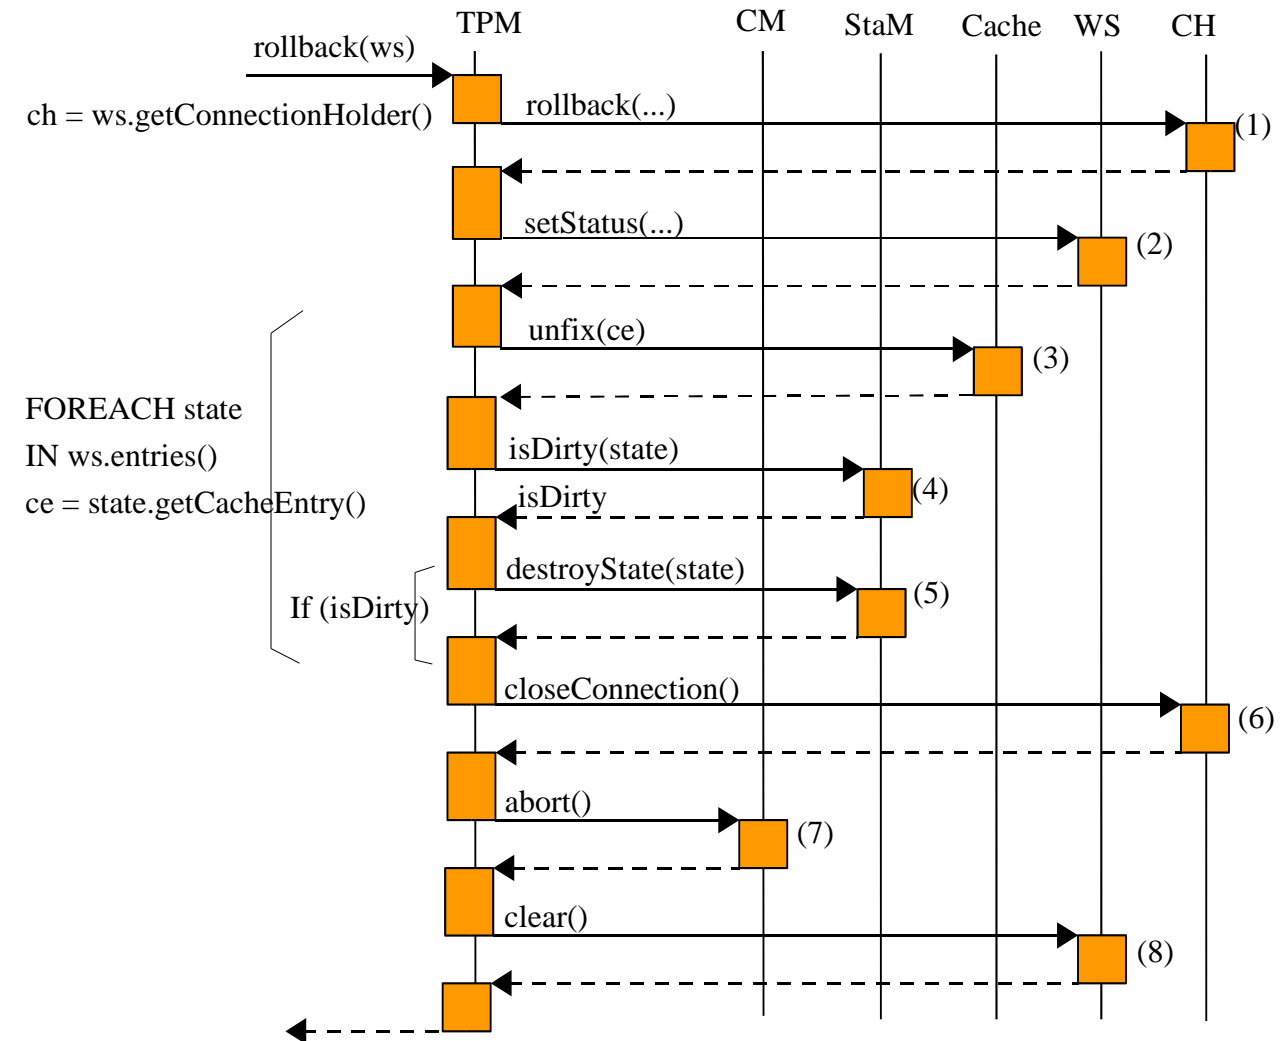 TPM CM StaM Cache WS CH
rollback(ws)
ch = ws.getConnectionHolder()
rollback(...)
(1)
setStatus(...)
(2)
unfix(ce)
(3)
FOREACH state
IN ws.entries()
ce = state.getCacheEntry()
isDirty(state)
(4)
isDirty
destroyState(state)
(5)
If (isDirty)
closeConnection()
(6)
abort()
(7)
clear()
(8)